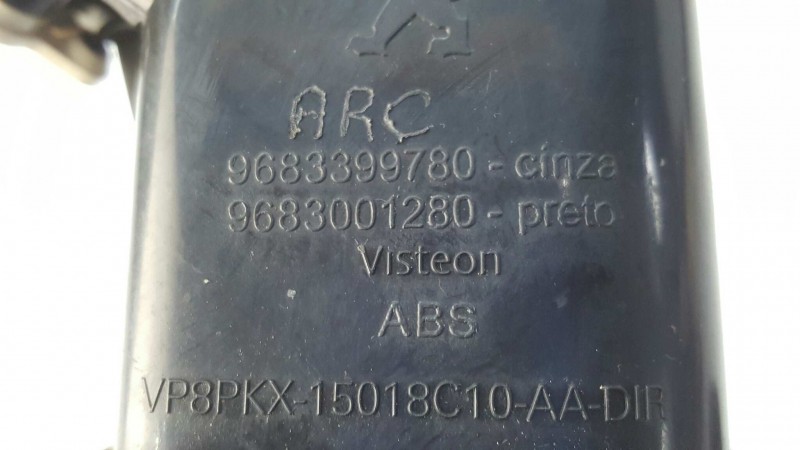 ARC
9683399780-cinza
9683001280-preto
Visteon
ABS
VP8PKX-15018C10-AA-DIR